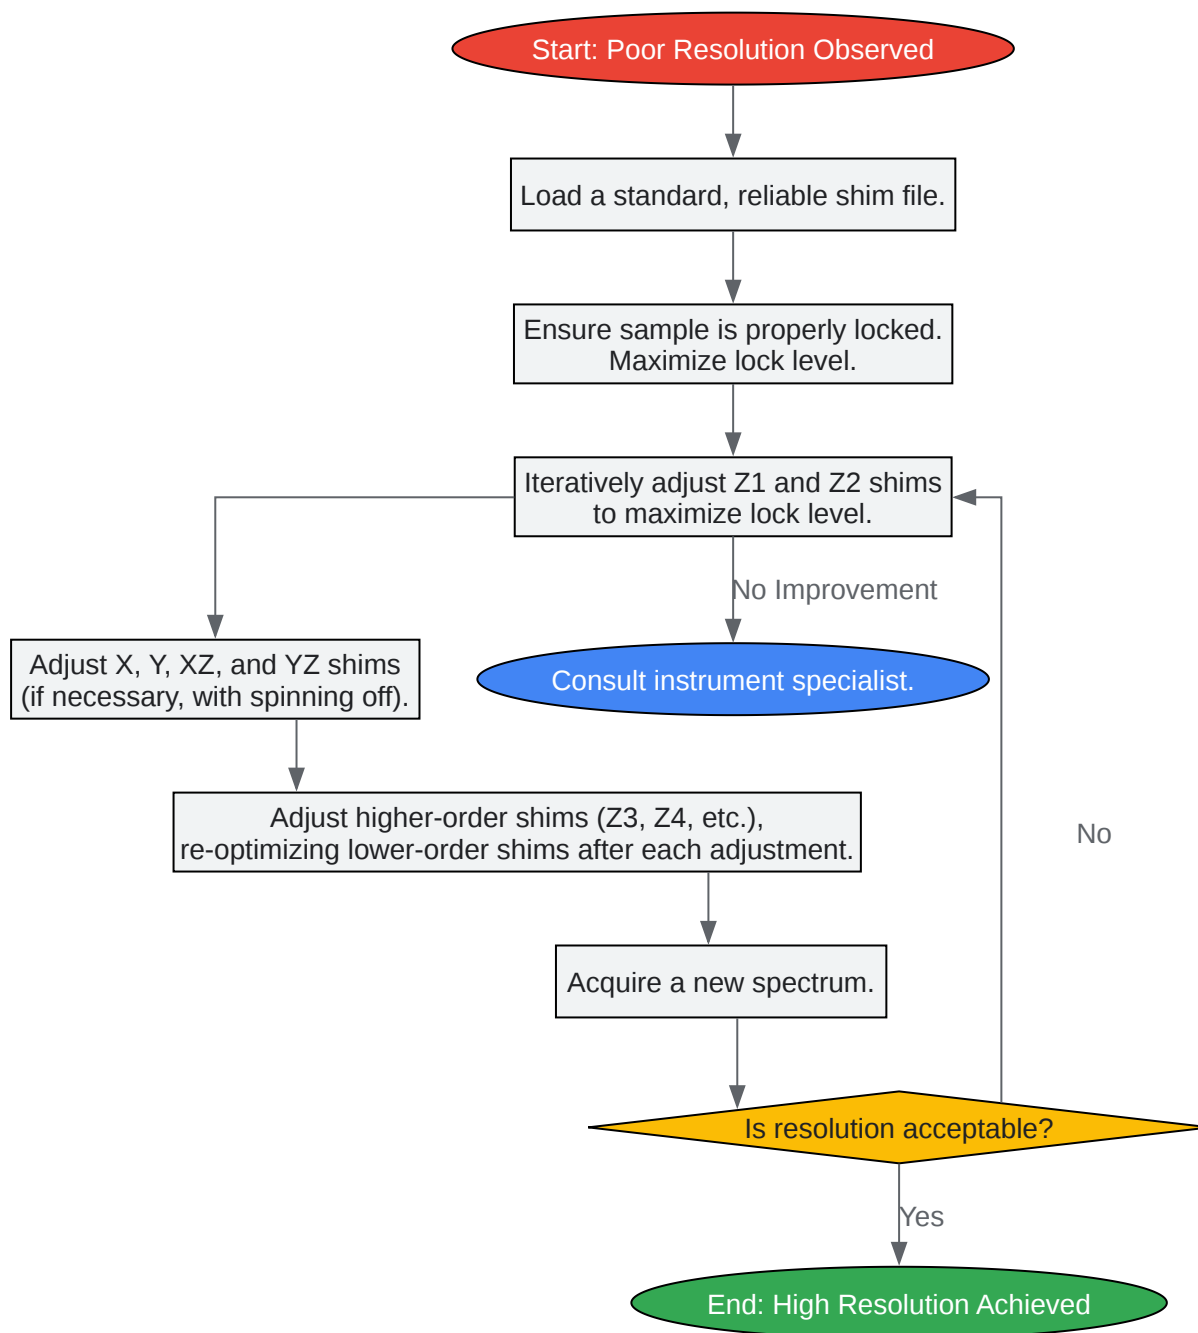 Start: Poor Resolution Observed
Load a standard, reliable shim file.
Ensure sample is properly locked.
Maximize lock level.
Iteratively adjust Z1 and Z2 shims
to maximize lock level.
No Improvement
Adjust X, Y, XZ, and YZ shims
(if necessary, with spinning off).
Consult instrument specialist.
Adjust higher-order shims (Z3, Z4, etc.),
re-optimizing lower-order shims after each adjustment.
No
Acquire a new spectrum.
Is resolution acceptable?
Yes
End: High Resolution Achieved